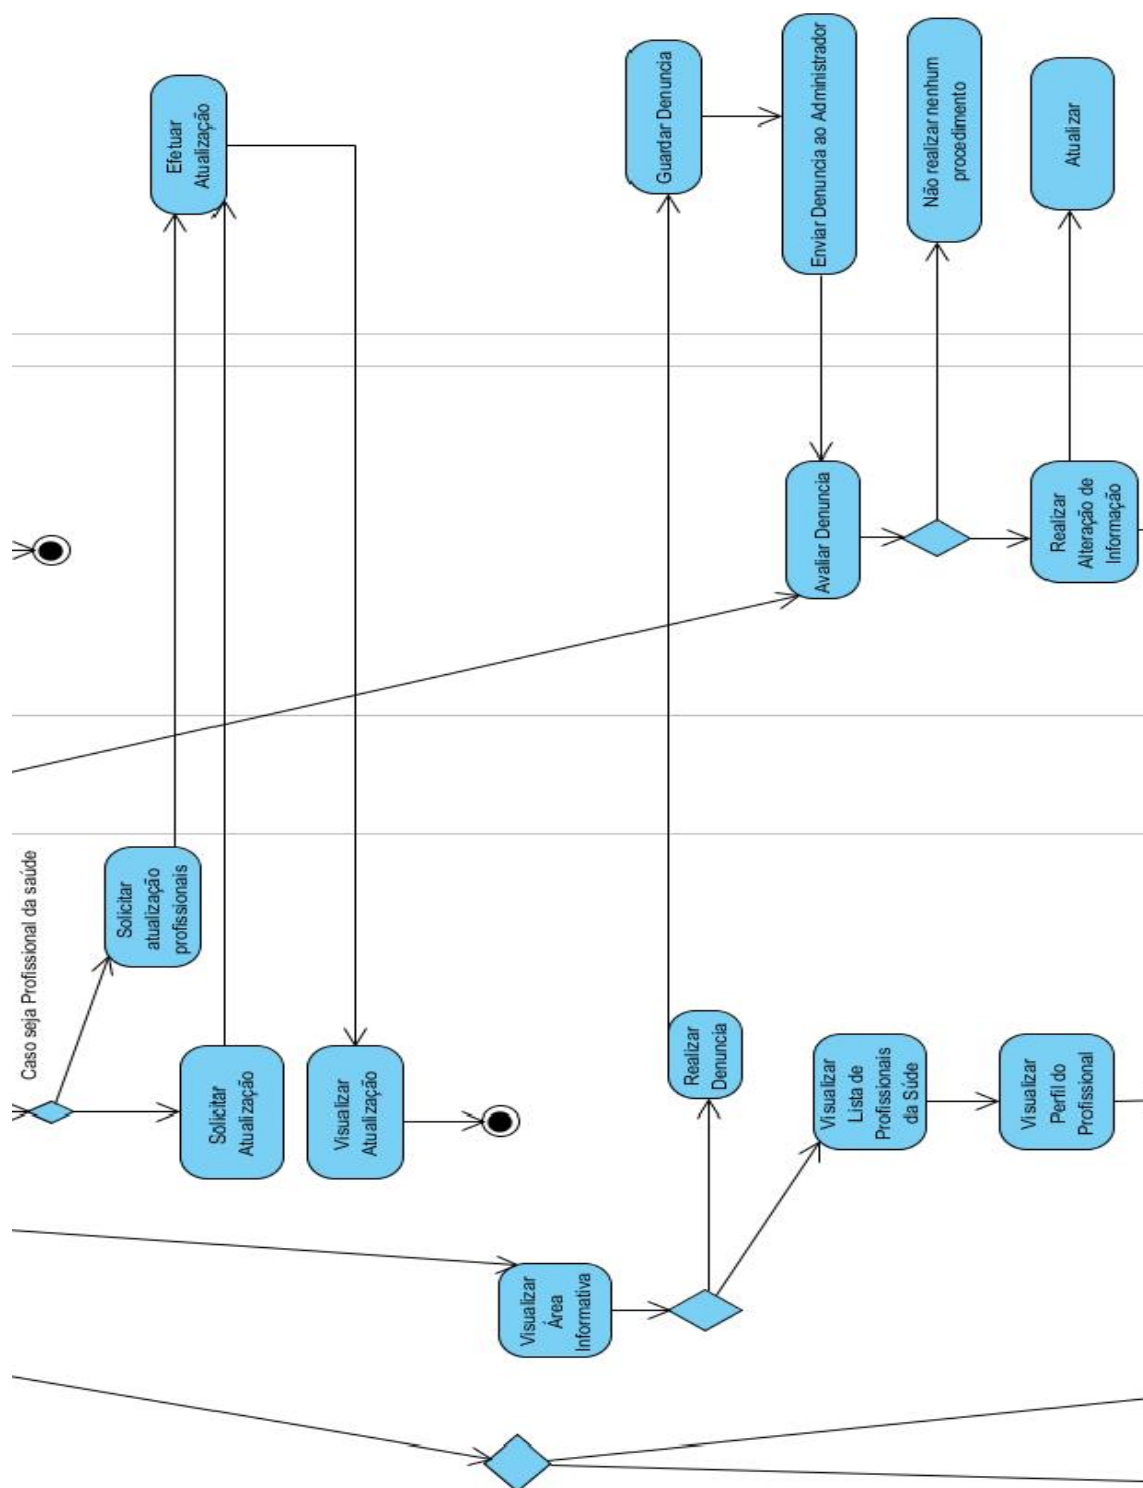 Caso seja Profissional da saúde
Solicitar
atualização
profissionais
Efetuar
Atualização
Solicitar
Atualização
Visualizar
Atualização
Visualizar
Área
Informativa
Realizar
Denuncia
Guardar Denuncia
Enviar Denuncia ao Administrador
Avaliar Denuncia
Não realizar nenhum
procedimento
Realizar
Alteração de
Informação
Atualizar
Visualizar
Lista de
Profissionais
da Saúde
Visualizar
Perfil do
Profissional